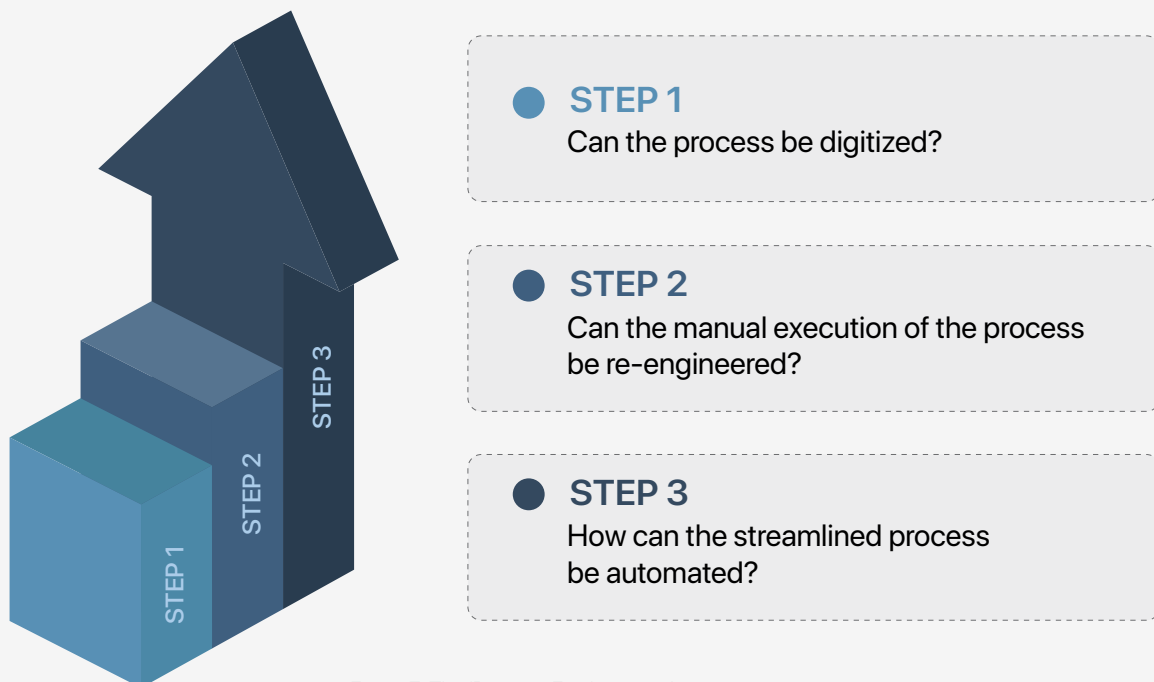 STEP 1
Can the process be digitized?
STEP 2
Can the manual execution of the process
be re-engineered?
STEP 3
How can the streamlined process
be automated?
STEP 1
STEP 2
STEP 3